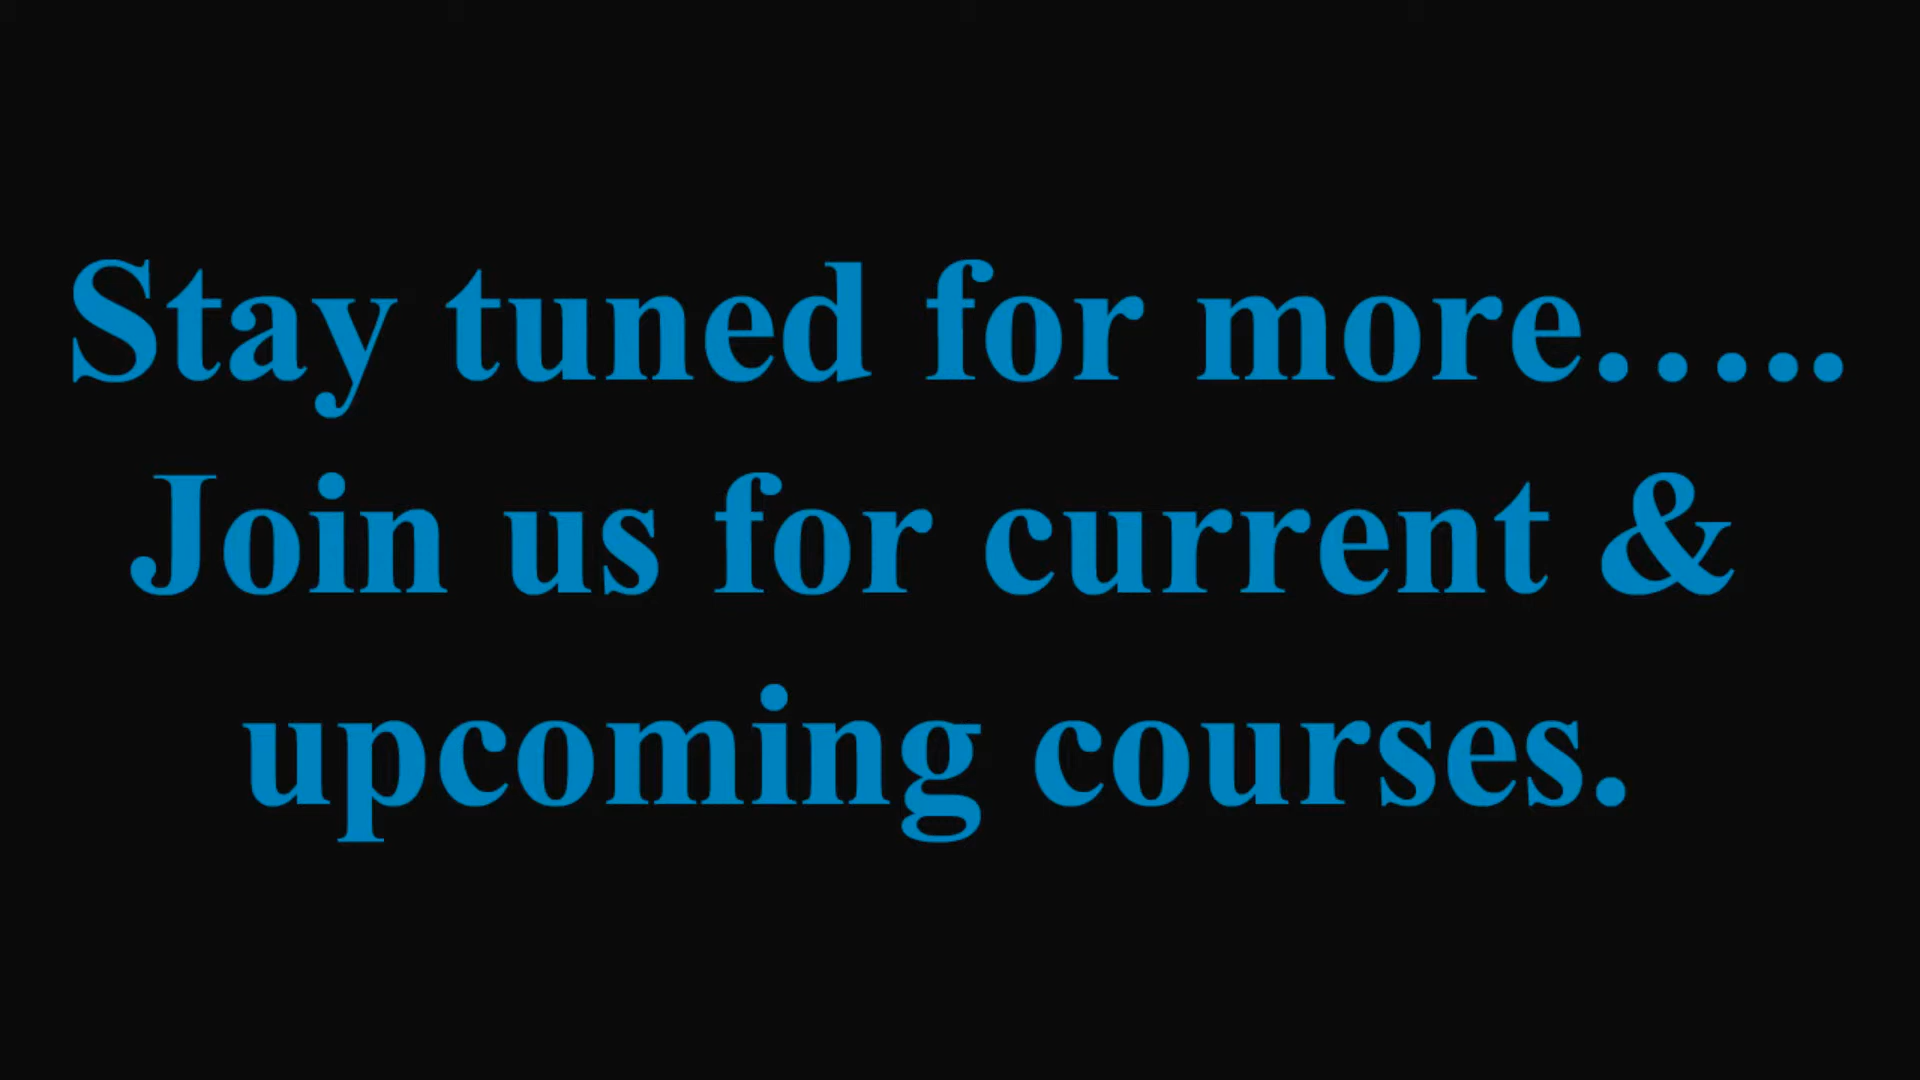 Stay tuned for more…..
Join us for current &
upcoming courses.